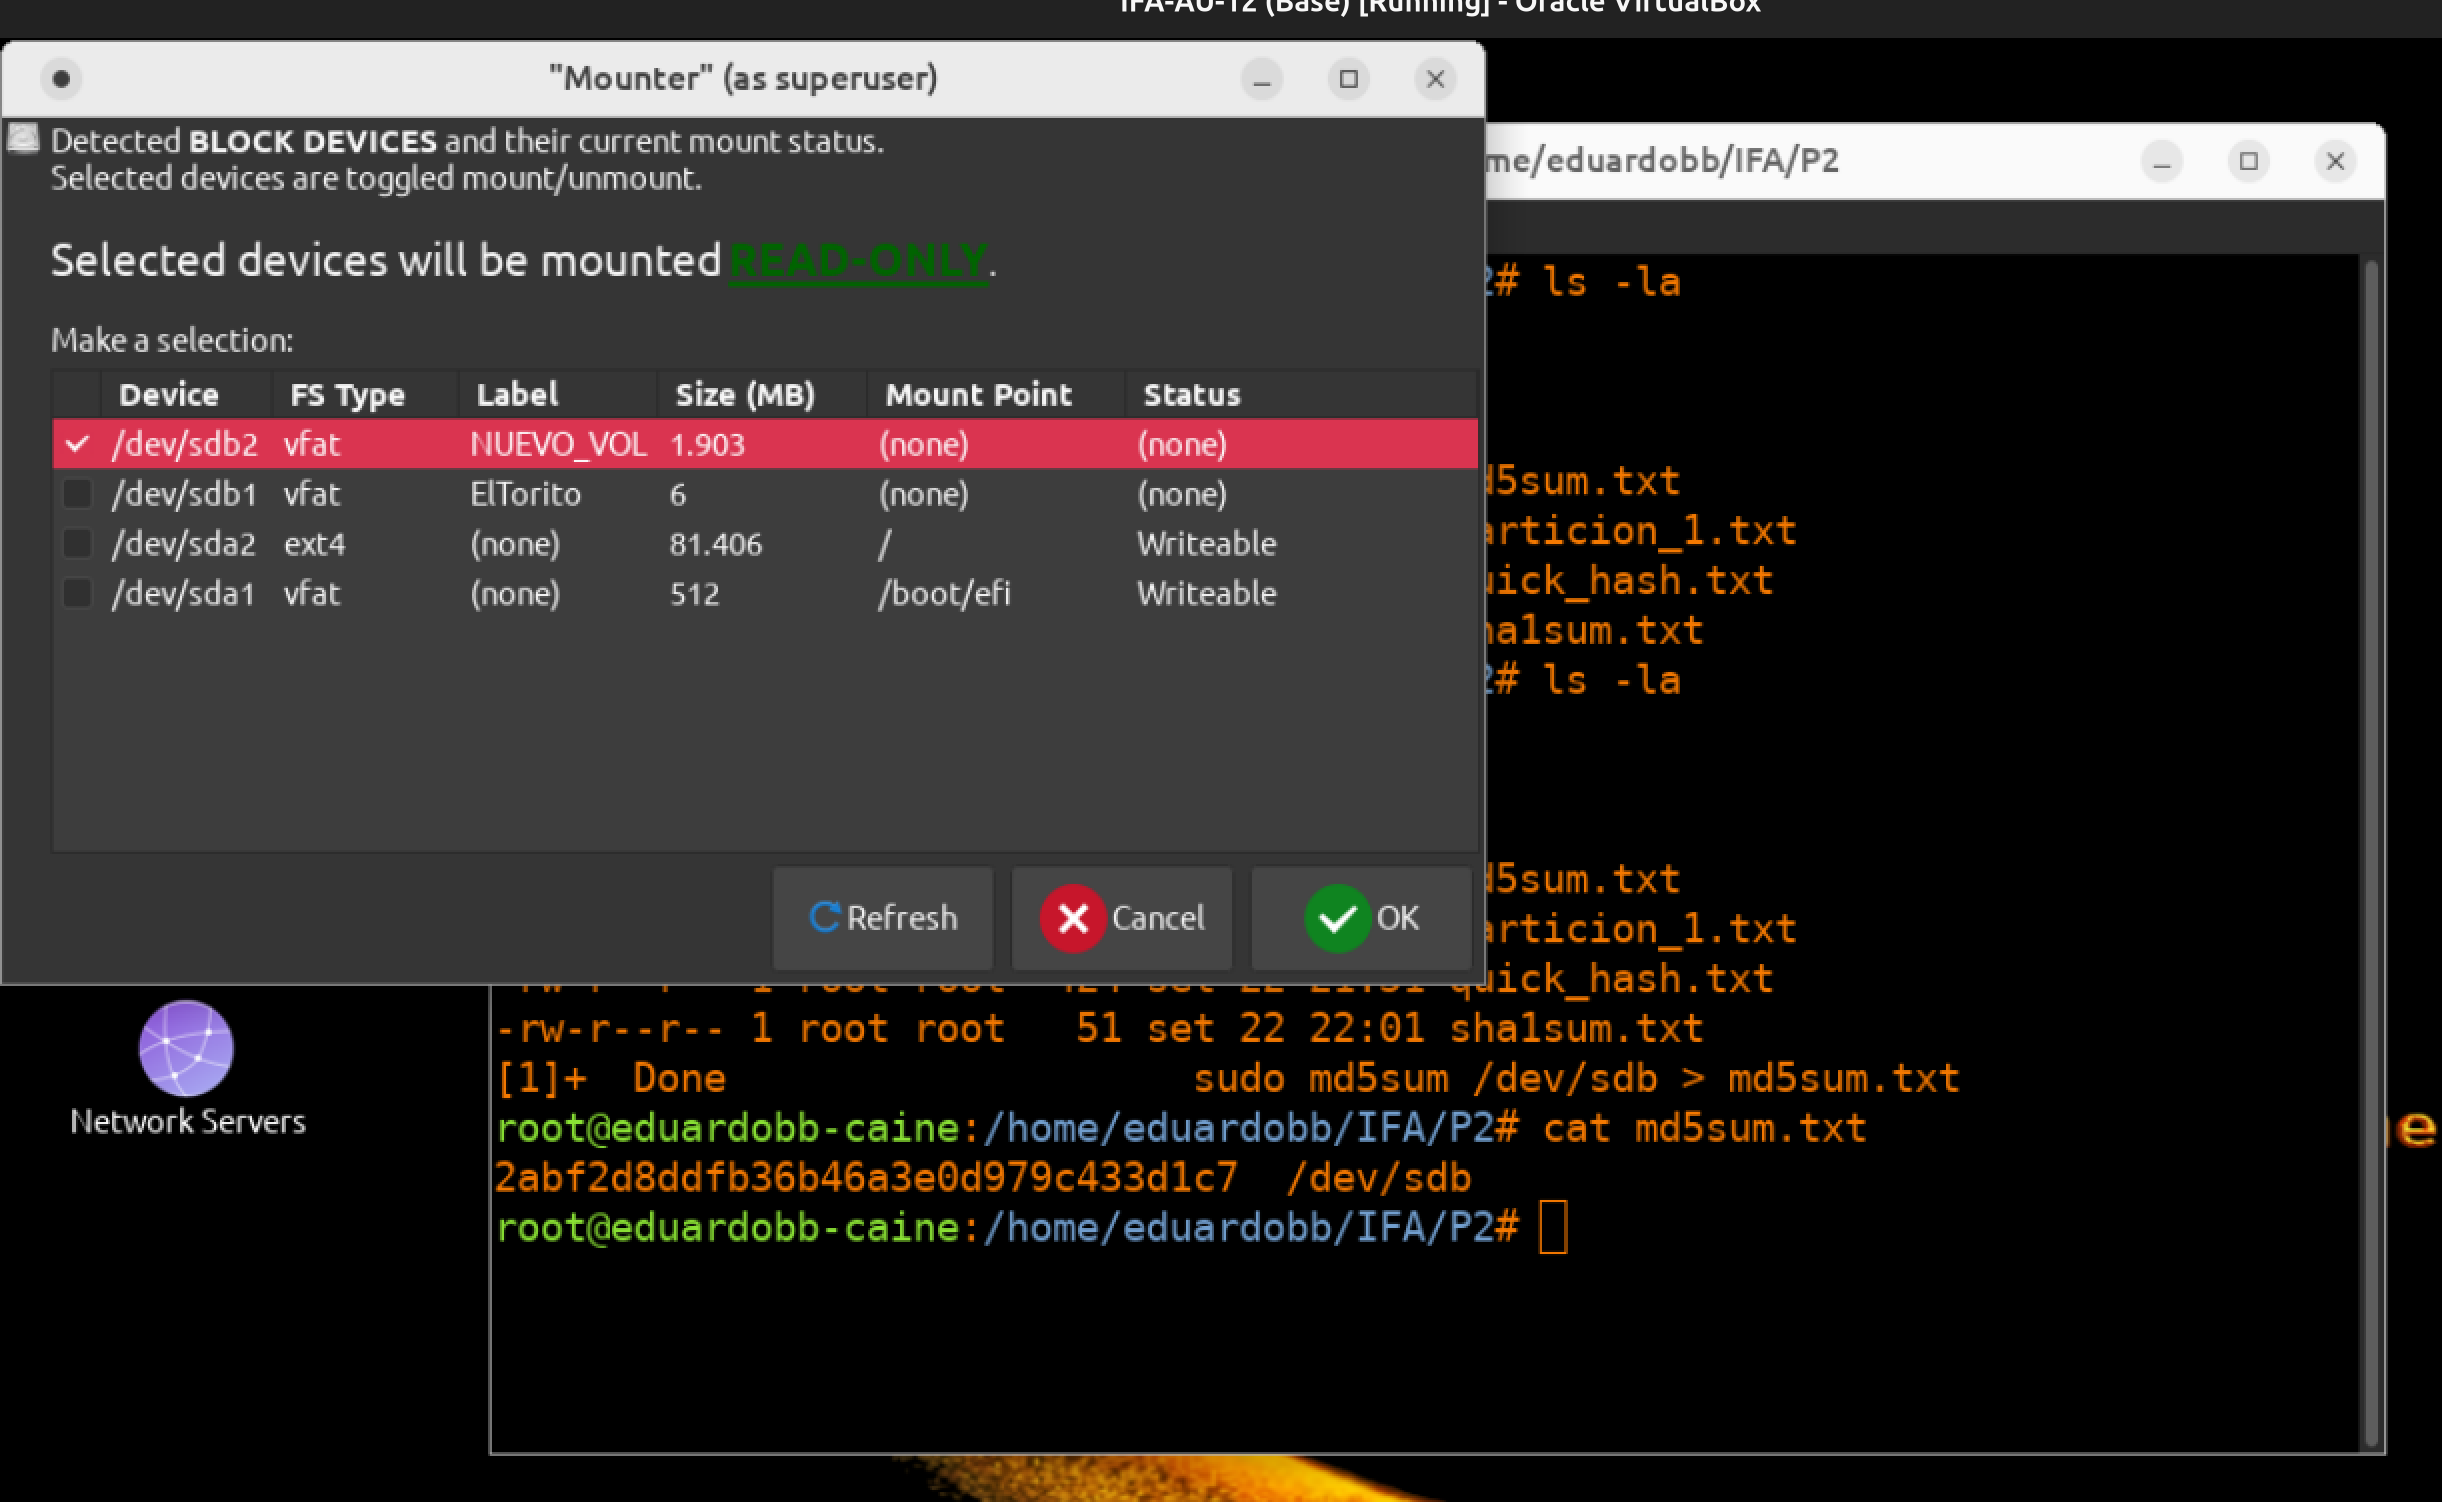 IFA-AU-12 (Base) [Running] - Oracle VirtualBox
"Mounter" (as superuser)
Detected BLOCK DEVICES and their current mount status.
Selected devices are toggled mount/unmount.
Selected devices will be mounted READ-ONLY.
Make a selection:
Device FS Type Label Size (MB) Mount Point Status
/dev/sdb2 vfat NUEVO_VOL 1.903 (none) (none)
/dev/sdb1 vfat ElTorito 6 (none) (none)
/dev/sda2 ext4 (none) 81.406 / Writeable
/dev/sda1 vfat (none) 512 /boot/efi Writeable
Refresh Cancel OK
me/eduardobb/IFA/P2
2# ls -la
d5sum.txt
articion_1.txt
uick_hash.txt
ha1sum.txt
2# ls -la
d5sum.txt
articion_1.txt
quick_hash.txt
-rw-r--r-- 1 root root 51 set 22 22:01 sha1sum.txt
[1]+ Done sudo md5sum /dev/sdb > md5sum.txt
root@eduardobb-caine:/home/eduardobb/IFA/P2# cat md5sum.txt
2abf2d8ddfb36b46a3e0d979c433d1c7 /dev/sdb
root@eduardobb-caine:/home/eduardobb/IFA/P2#
Network Servers